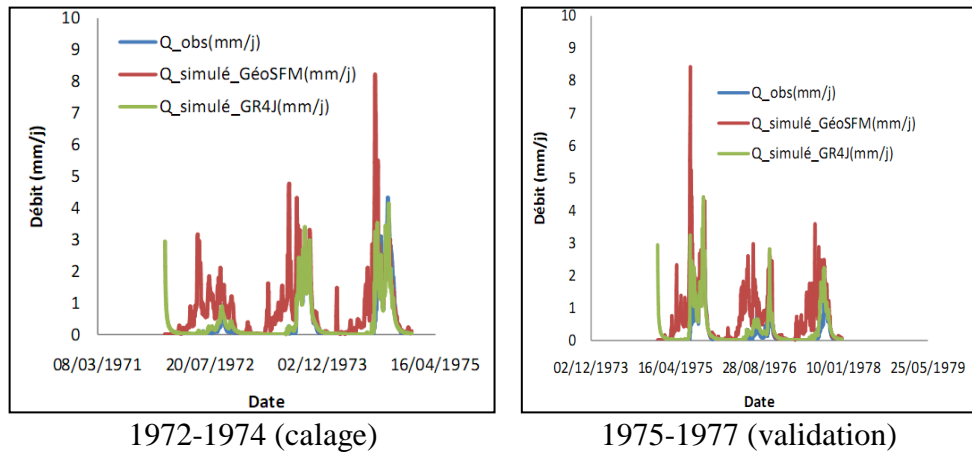 10
9
8
7
6
5
4
3
2
1
0
Débit (mm/j)
Q_obs(mm/j)
Q_simulé_GéoSFM(mm/j)
Q_simulé_GR4J(mm/j)
08/03/1971 20/07/1972 02/12/1973 16/04/1975
Date
1972-1974 (calage)
10
9
8
7
6
5
4
3
2
1
0
Débit (mm/j)
Q_obs(mm/j)
Q_simulé_GéoSFM(mm/j)
Q_simulé_GR4J(mm/j)
02/12/1973 16/04/1975 28/08/1976 10/01/1978 25/05/1979
Date
1975-1977 (validation)